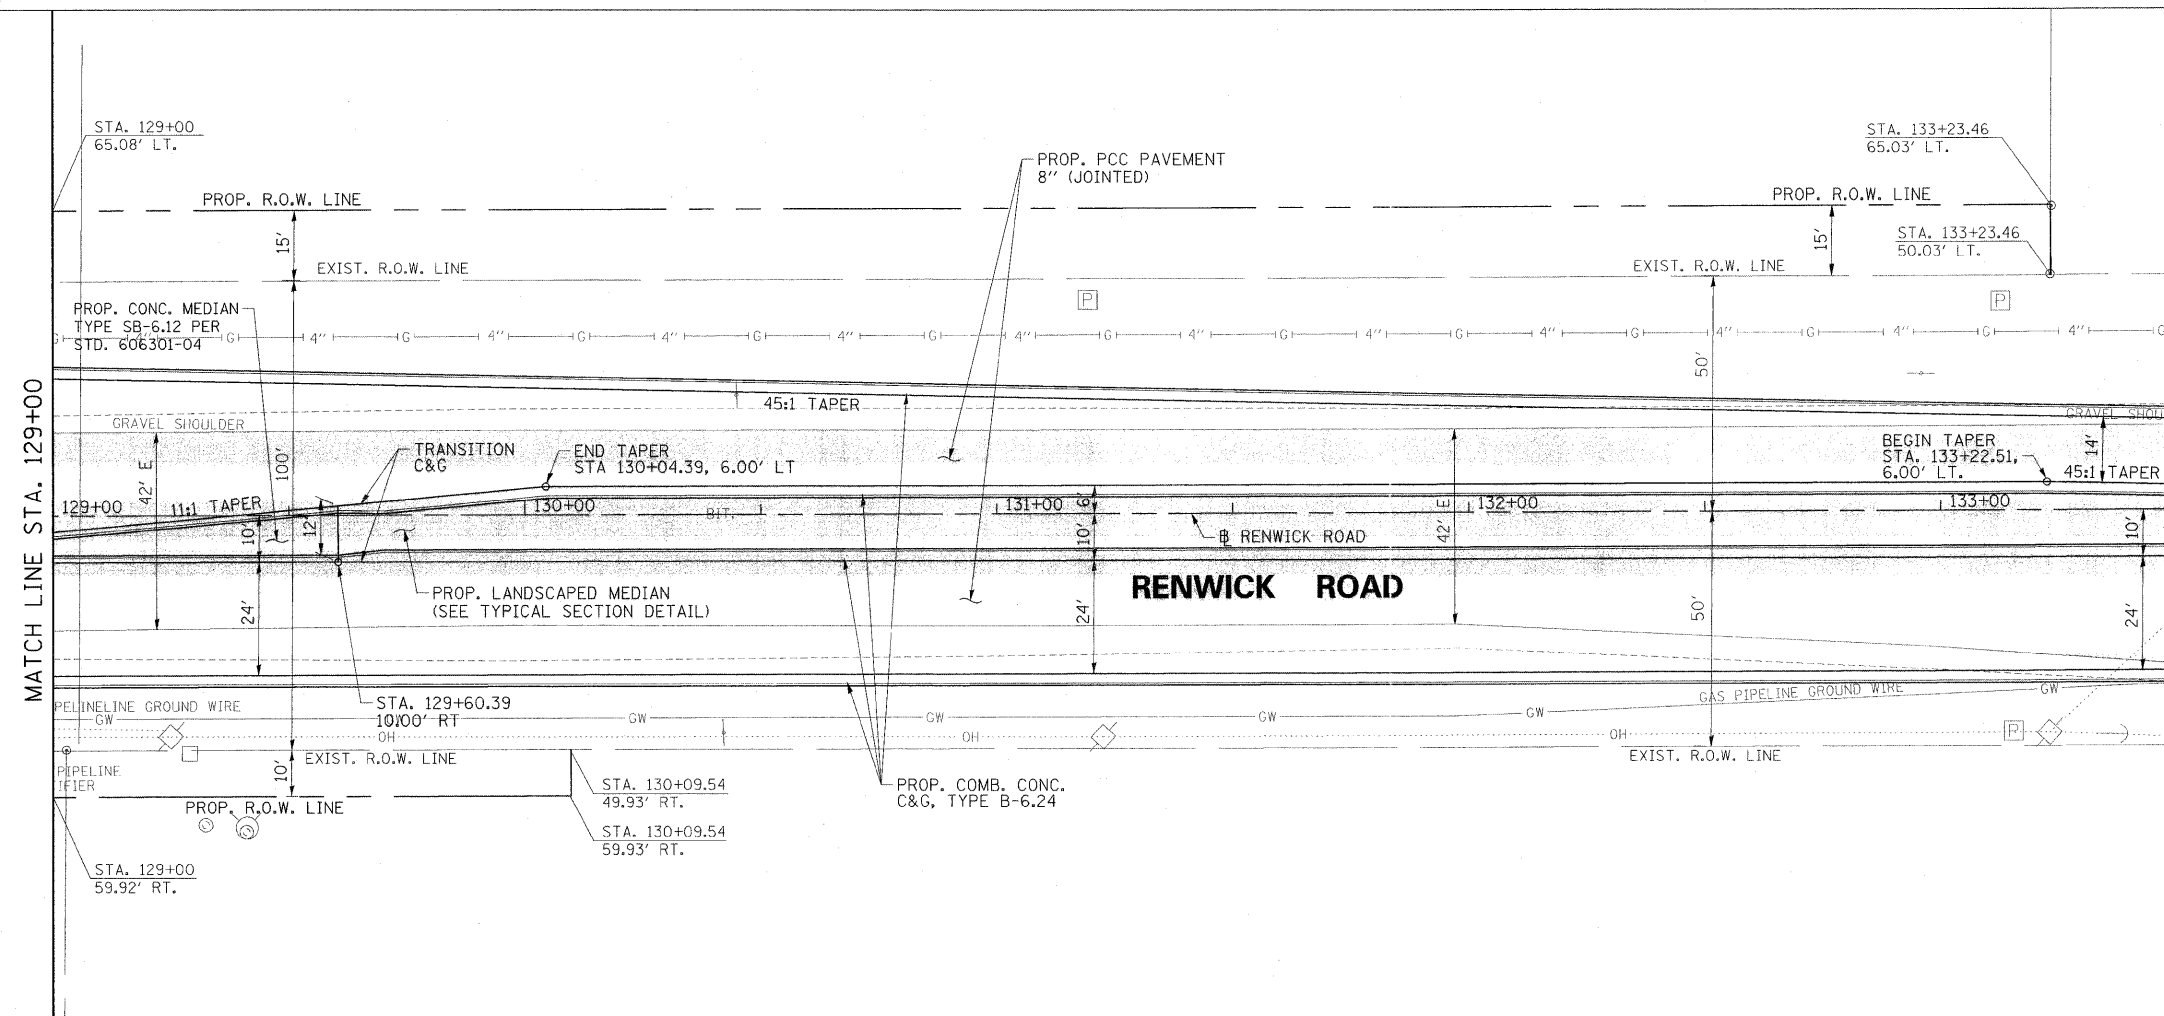 STA. 129+00
65.08' LT.
STA. 133+23.46
65.03' LT.
PROP. PCC PAVEMENT
8'' (JOINTED)
PROP. R.O.W. LINE
PROP. R.O.W. LINE
15'
15'
STA. 133+23.46
50.03' LT.
EXIST. R.O.W. LINE
EXIST. R.O.W. LINE
PROP. CONC. MEDIAN
TYPE SB-6.12 PER
STD. 606301-04
P
P
G 4'' G 4'' G 4'' G 4'' G 4'' G 4'' G 4'' G 4'' G 4'' G 4'' G 4''
50'
45:1 TAPER
GRAVEL SHOULDER
GRAVEL SHOU
TRANSITION
C&G
END TAPER
STA 130+04.39, 6.00' LT
BEGIN TAPER
STA. 133+22.51,
6.00' LT.
14'
45:1 TAPER
42' E
100'
129+00
11:1 TAPER
130+00
131+00
132+00
133+00
BIT.
6'
10'
12'
10'
42' E
10'
B RENWICK ROAD
RENWICK ROAD
PROP. LANDSCAPED MEDIAN
(SEE TYPICAL SECTION DETAIL)
24'
24'
50'
24'
MATCH LINE STA. 129+00
STA. 129+60.39
10.00' RT
PELINELINE GROUND WIRE
GAS PIPELINE GROUND WIRE
GW GW GW GW GW GW
OH OH OH
P
EXIST. R.O.W. LINE
EXIST. R.O.W. LINE
PIPELINE
IFIER
10'
PROP. R.O.W. LINE
STA. 130+09.54
49.93' RT.
STA. 130+09.54
59.93' RT.
PROP. COMB. CONC.
C&G, TYPE B-6.24
STA. 129+00
59.92' RT.